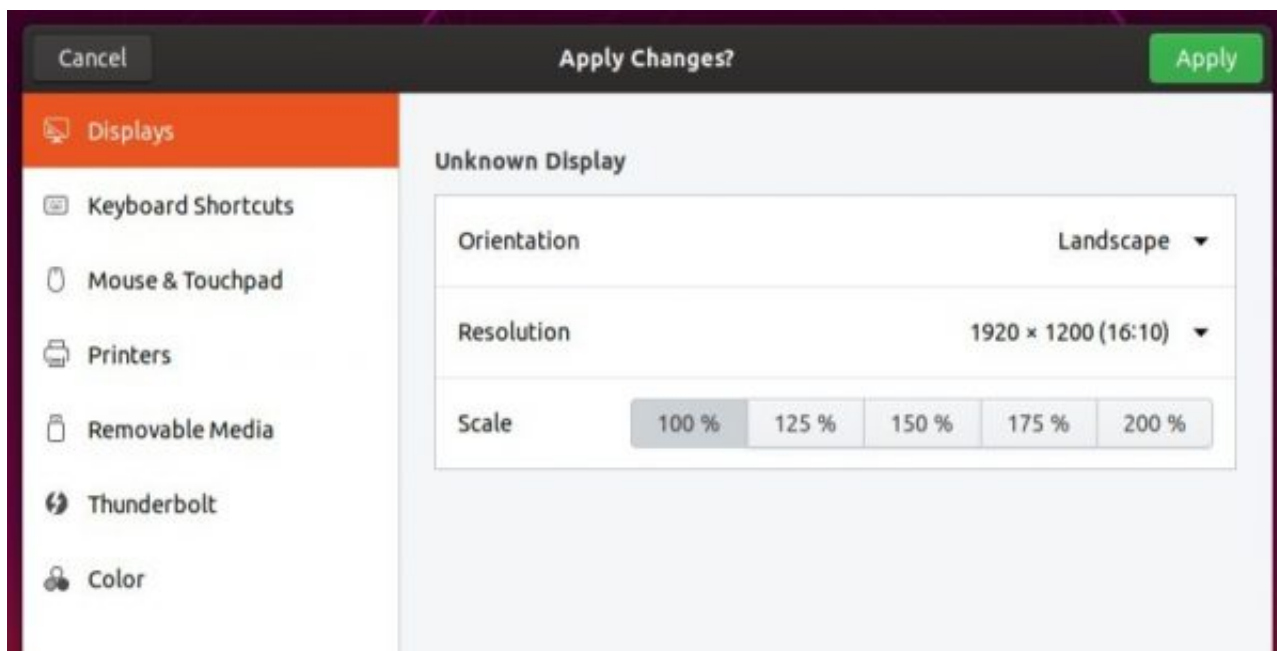 Cancel
Apply Changes?
Apply
Displays
Keyboard Shortcuts
Mouse & Touchpad
Printers
Removable Media
Thunderbolt
Color
Unknown Display
Orientation
Landscape
Resolution
1920 × 1200 (16:10)
Scale
100 %
125 %
150 %
175 %
200 %